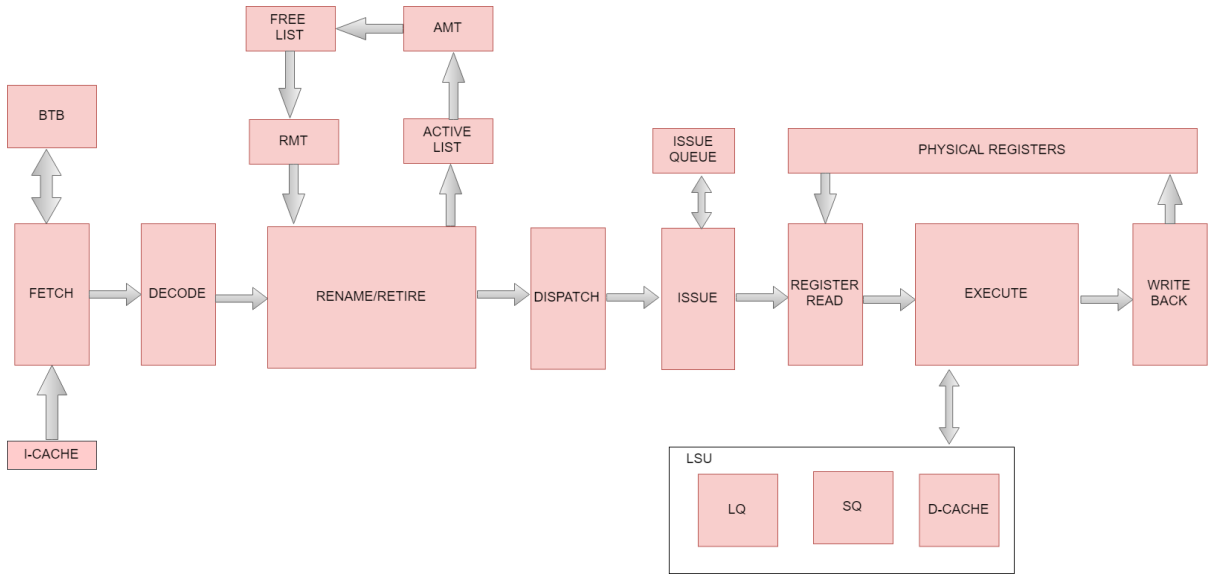 FREE
LIST
AMT
BTB
RMT
ACTIVE
LIST
ISSUE
QUEUE
PHYSICAL REGISTERS
FETCH
DECODE
RENAME/RETIRE
DISPATCH
ISSUE
REGISTER
READ
EXECUTE
WRITE
BACK
I-CACHE
LSU
LQ
SQ
D-CACHE